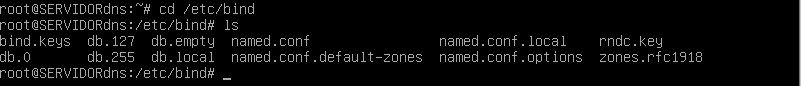 root@SERVIDORdns:~# cd /etc/bind
root@SERVIDORdns:/etc/bind# ls
bind.keys  db.127  db.empty  named.conf                named.conf.local    rndc.key
db.0       db.255  db.local  named.conf.default-zones  named.conf.options  zones.rfc1918
root@SERVIDORdns:/etc/bind# _